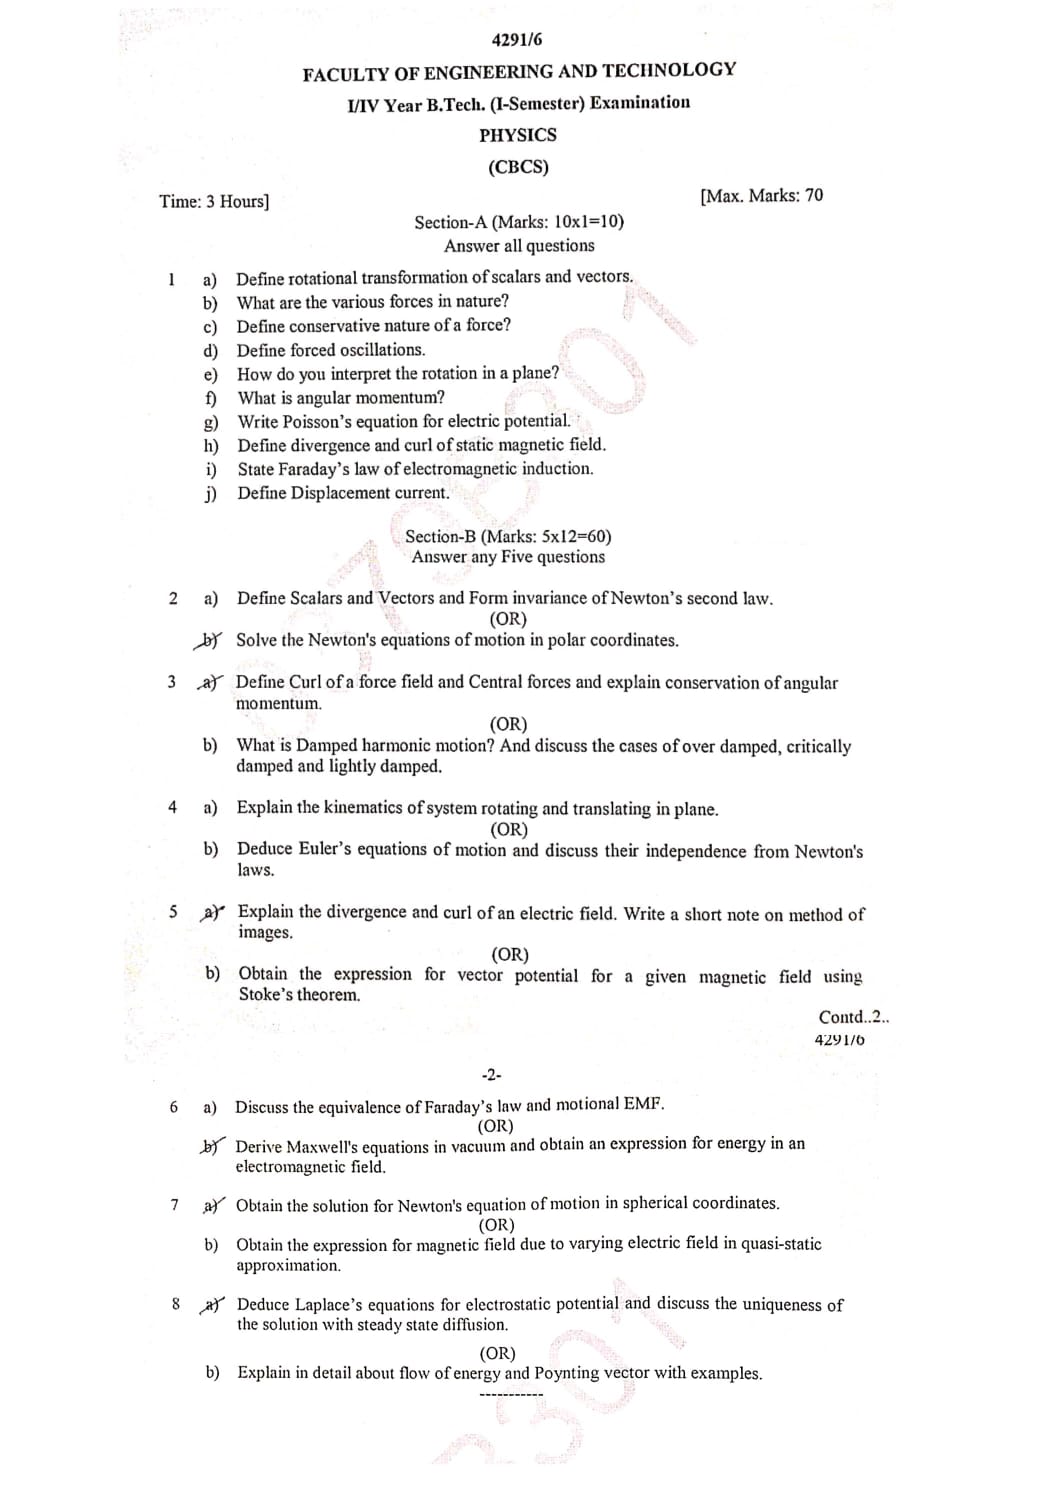 4291/6
FACULTY OF ENGINEERING AND TECHNOLOGY
I/IV Year B.Tech. (I-Semester) Examination
PHYSICS
(CBCS)
Time: 3 Hours] [Max. Marks: 70
Section-A (Marks: 10x1=10)
Answer all questions
1 a) Define rotational transformation of scalars and vectors.
b) What are the various forces in nature?
c) Define conservative nature of a force?
d) Define forced oscillations.
e) How do you interpret the rotation in a plane?
f) What is angular momentum?
g) Write Poisson's equation for electric potential.
h) Define divergence and curl of static magnetic field.
i) State Faraday's law of electromagnetic induction.
j) Define Displacement current.
Section-B (Marks: 5x12=60)
Answer any Five questions
2 a) Define Scalars and Vectors and Form invariance of Newton's second law.
(OR)
b) Solve the Newton's equations of motion in polar coordinates.
3 a) Define Curl of a force field and Central forces and explain conservation of angular
momentum.
(OR)
b) What is Damped harmonic motion? And discuss the cases of over damped, critically
damped and lightly damped.
4 a) Explain the kinematics of system rotating and translating in plane.
(OR)
b) Deduce Euler's equations of motion and discuss their independence from Newton's
laws.
5 a) Explain the divergence and curl of an electric field. Write a short note on method of
images.
(OR)
b) Obtain the expression for vector potential for a given magnetic field using
Stoke's theorem.
Contd..2..
4291/6
-2-
6 a) Discuss the equivalence of Faraday's law and motional EMF.
(OR)
b) Derive Maxwell's equations in vacuum and obtain an expression for energy in an
electromagnetic field.
7 a) Obtain the solution for Newton's equation of motion in spherical coordinates.
(OR)
b) Obtain the expression for magnetic field due to varying electric field in quasi-static
approximation.
8 a) Deduce Laplace's equations for electrostatic potential and discuss the uniqueness of
the solution with steady state diffusion.
(OR)
b) Explain in detail about flow of energy and Poynting vector with examples.
-----------